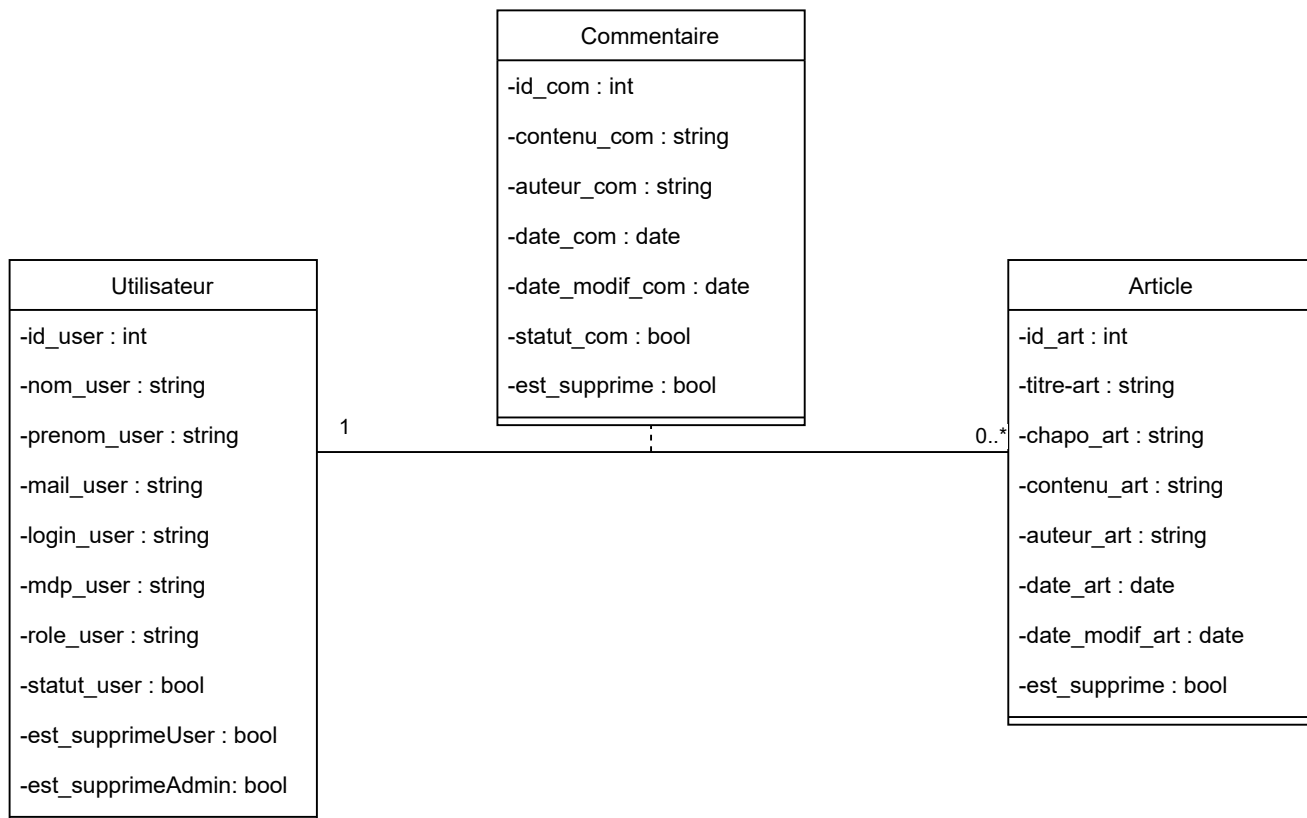 Commentaire
-id_com : int
-contenu_com : string
-auteur_com : string
-date_com : date
-date_modif_com : date
-statut_com : bool
-est_supprime : bool
Utilisateur
-id_user : int
-nom_user : string
-prenom_user : string
-mail_user : string
-login_user : string
-mdp_user : string
-role_user : string
-statut_user : bool
-est_supprimeUser : bool
-est_supprimeAdmin: bool
1
0..*
Article
-id_art : int
-titre-art : string
-chapo_art : string
-contenu_art : string
-auteur_art : string
-date_art : date
-date_modif_art : date
-est_supprime : bool